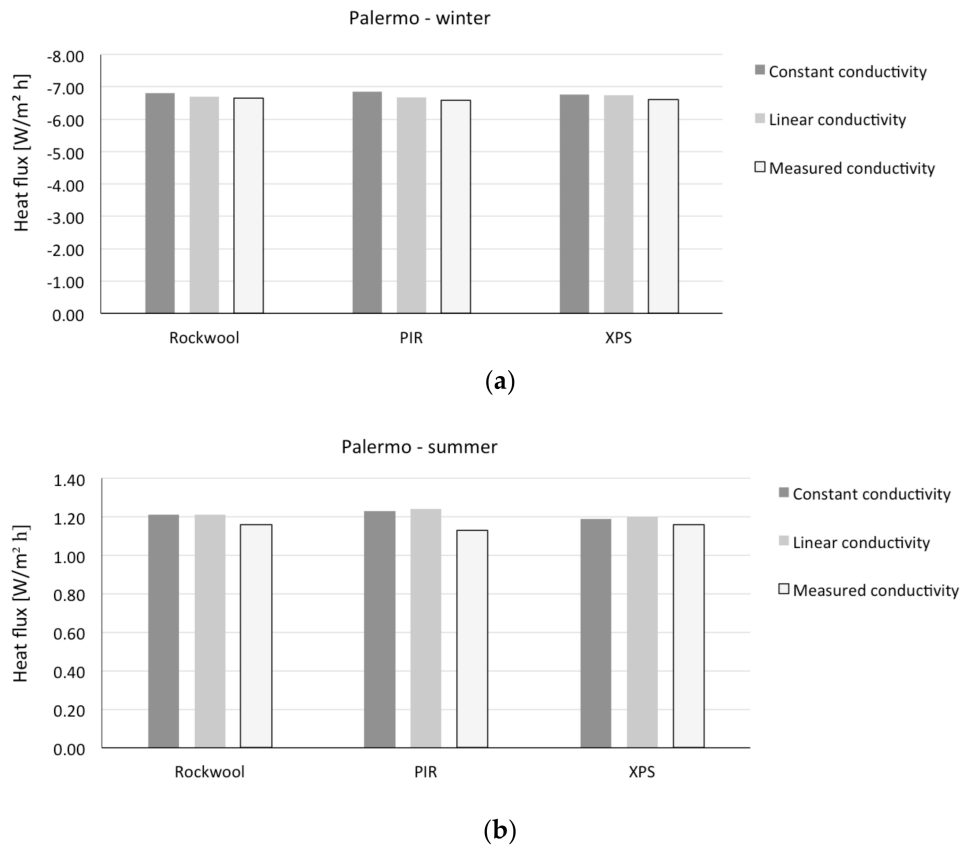 Palermo - winter
Heat flux [W/m² h]
-8.00
-7.00
-6.00
-5.00
-4.00
-3.00
-2.00
-1.00
0.00
Rockwool PIR XPS
Constant conductivity
Linear conductivity
Measured conductivity
(a)
Palermo - summer
Heat flux [W/m² h]
1.40
1.20
1.00
0.80
0.60
0.40
0.20
0.00
Rockwool PIR XPS
Constant conductivity
Linear conductivity
Measured conductivity
(b)